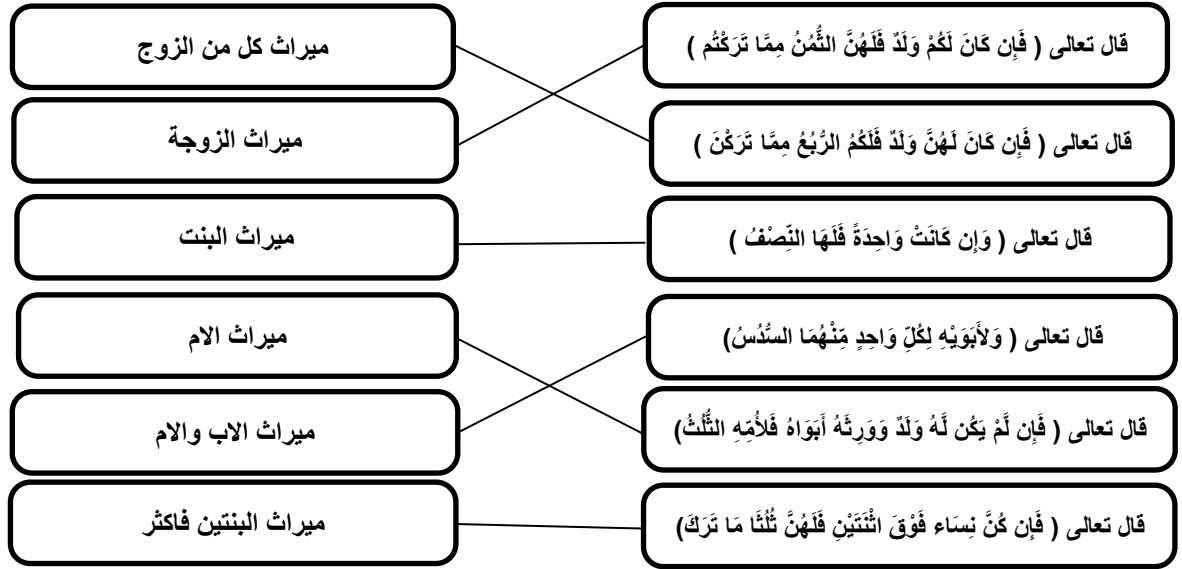 قال تعالى ( فَإِن كَانَ لَكُمْ وَلَدٌ فَلَهُنَّ الثُّمُنُ مِمَّا تَرَكْتُم )
ميراث كل من الزوج
قال تعالى ( فَإِن كَانَ لَهُنَّ وَلَدٌ فَلَكُمُ الرُّبُعُ مِمَّا تَرَكْنَ )
ميراث الزوجة
قال تعالى ( وَإِن كَانَتْ وَاحِدَةً فَلَهَا النِّصْفُ )
ميراث البنت
قال تعالى ( وَلأَبَوَيْهِ لِكُلِّ وَاحِدٍ مِّنْهُمَا السُّدُسُ)
ميراث الام
قال تعالى ( فَإِن لَّمْ يَكُن لَّهُ وَلَدٌ وَوَرِثَهُ أَبَوَاهُ فَلأُمِّهِ الثُّلُثُ)
ميراث الاب والام
قال تعالى ( فَإِن كُنَّ نِسَاء فَوْقَ اثْنَتَيْنِ فَلَهُنَّ ثُلُثَا مَا تَرَكَ)
ميراث البنتين فاكثر